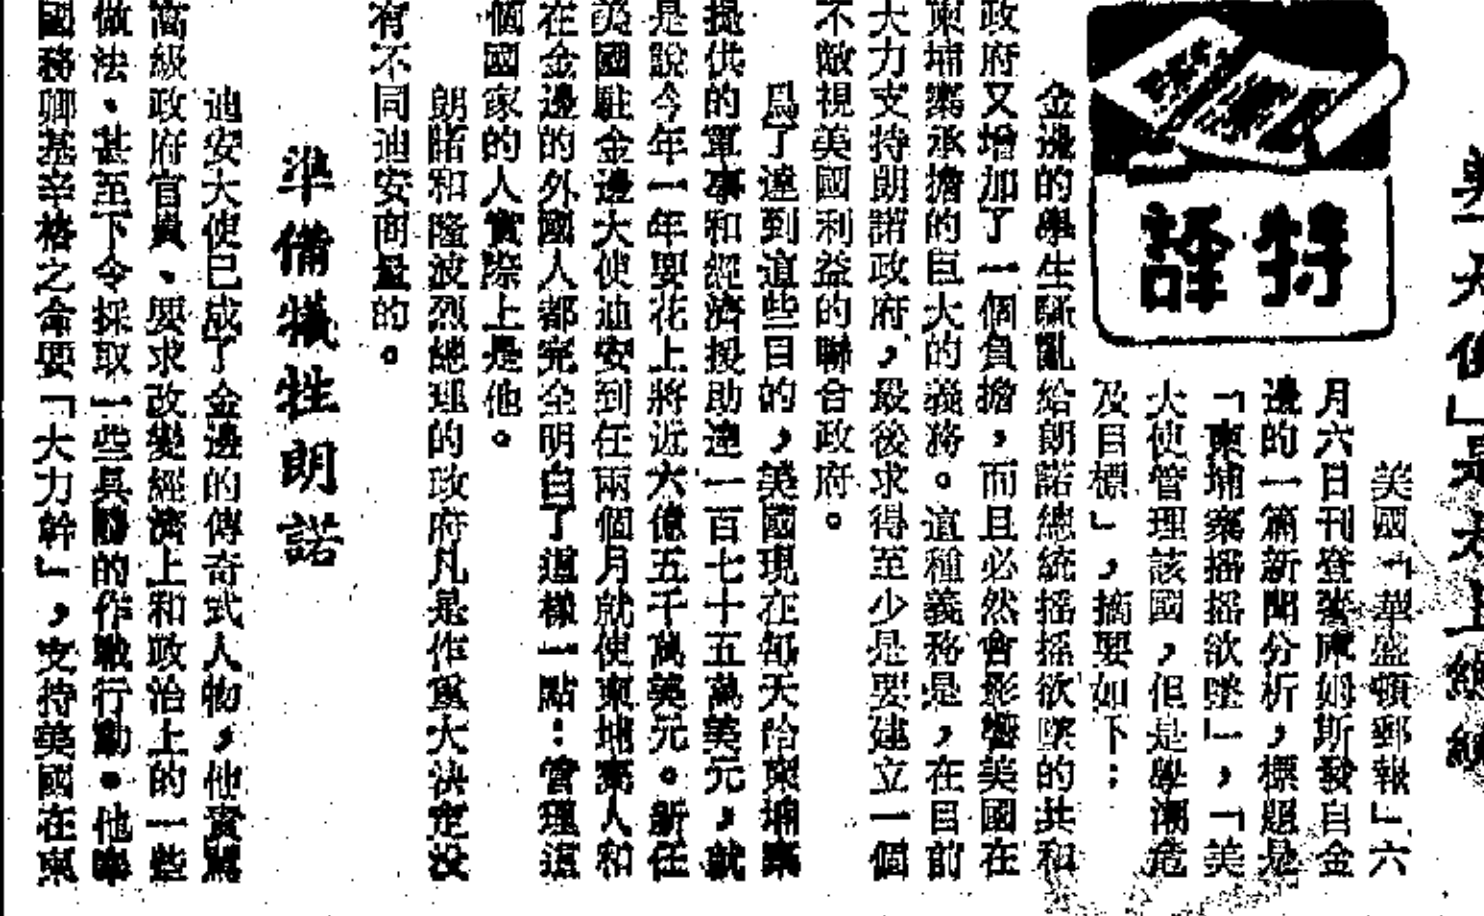 大使」是太上總統
特譯
美國「華盛頓郵報」六
月六日刊登張庫姆斯發自金
邊的一篇新聞分析，標題是
「柬埔寨搖搖欲墜」，「美
大使管理該國，但是學潮危
及目標」，摘要如下：
金邊的學生騷亂給朗諾總統搖搖欲墜的共和
政府又增加了一個負擔，而且必然會影響美國在
柬埔寨承擔的巨大的義務。這種義務是，在目前
大力支持朗諾政府，最後求得至少是要建立一個
不敵視美國利益的聯合政府。
爲了達到這些目的，美國現在每天給柬埔寨
提供的軍事和經濟援助達一百七十五萬美元，就
是說今年一年要花上將近六億五千萬美元。新任
美國駐金邊大使迪安到任兩個月就使柬埔寨人和
在金邊的外國人都完全明白了這樣一點：管理這
個國家的人實際上是他。
朗諾和隆波烈總理的政府凡是作重大決定没
有不同迪安商量的。
準備犧牲朗諾
迪安大使已成了金邊的傳奇式人物，他責罵
高級政府官員、要求改變經濟上和政治上的一些
做法、甚至下令採取一些具體的作戰行動。他奉
國務卿基辛格之命要「大力幹」，支持美國在柬